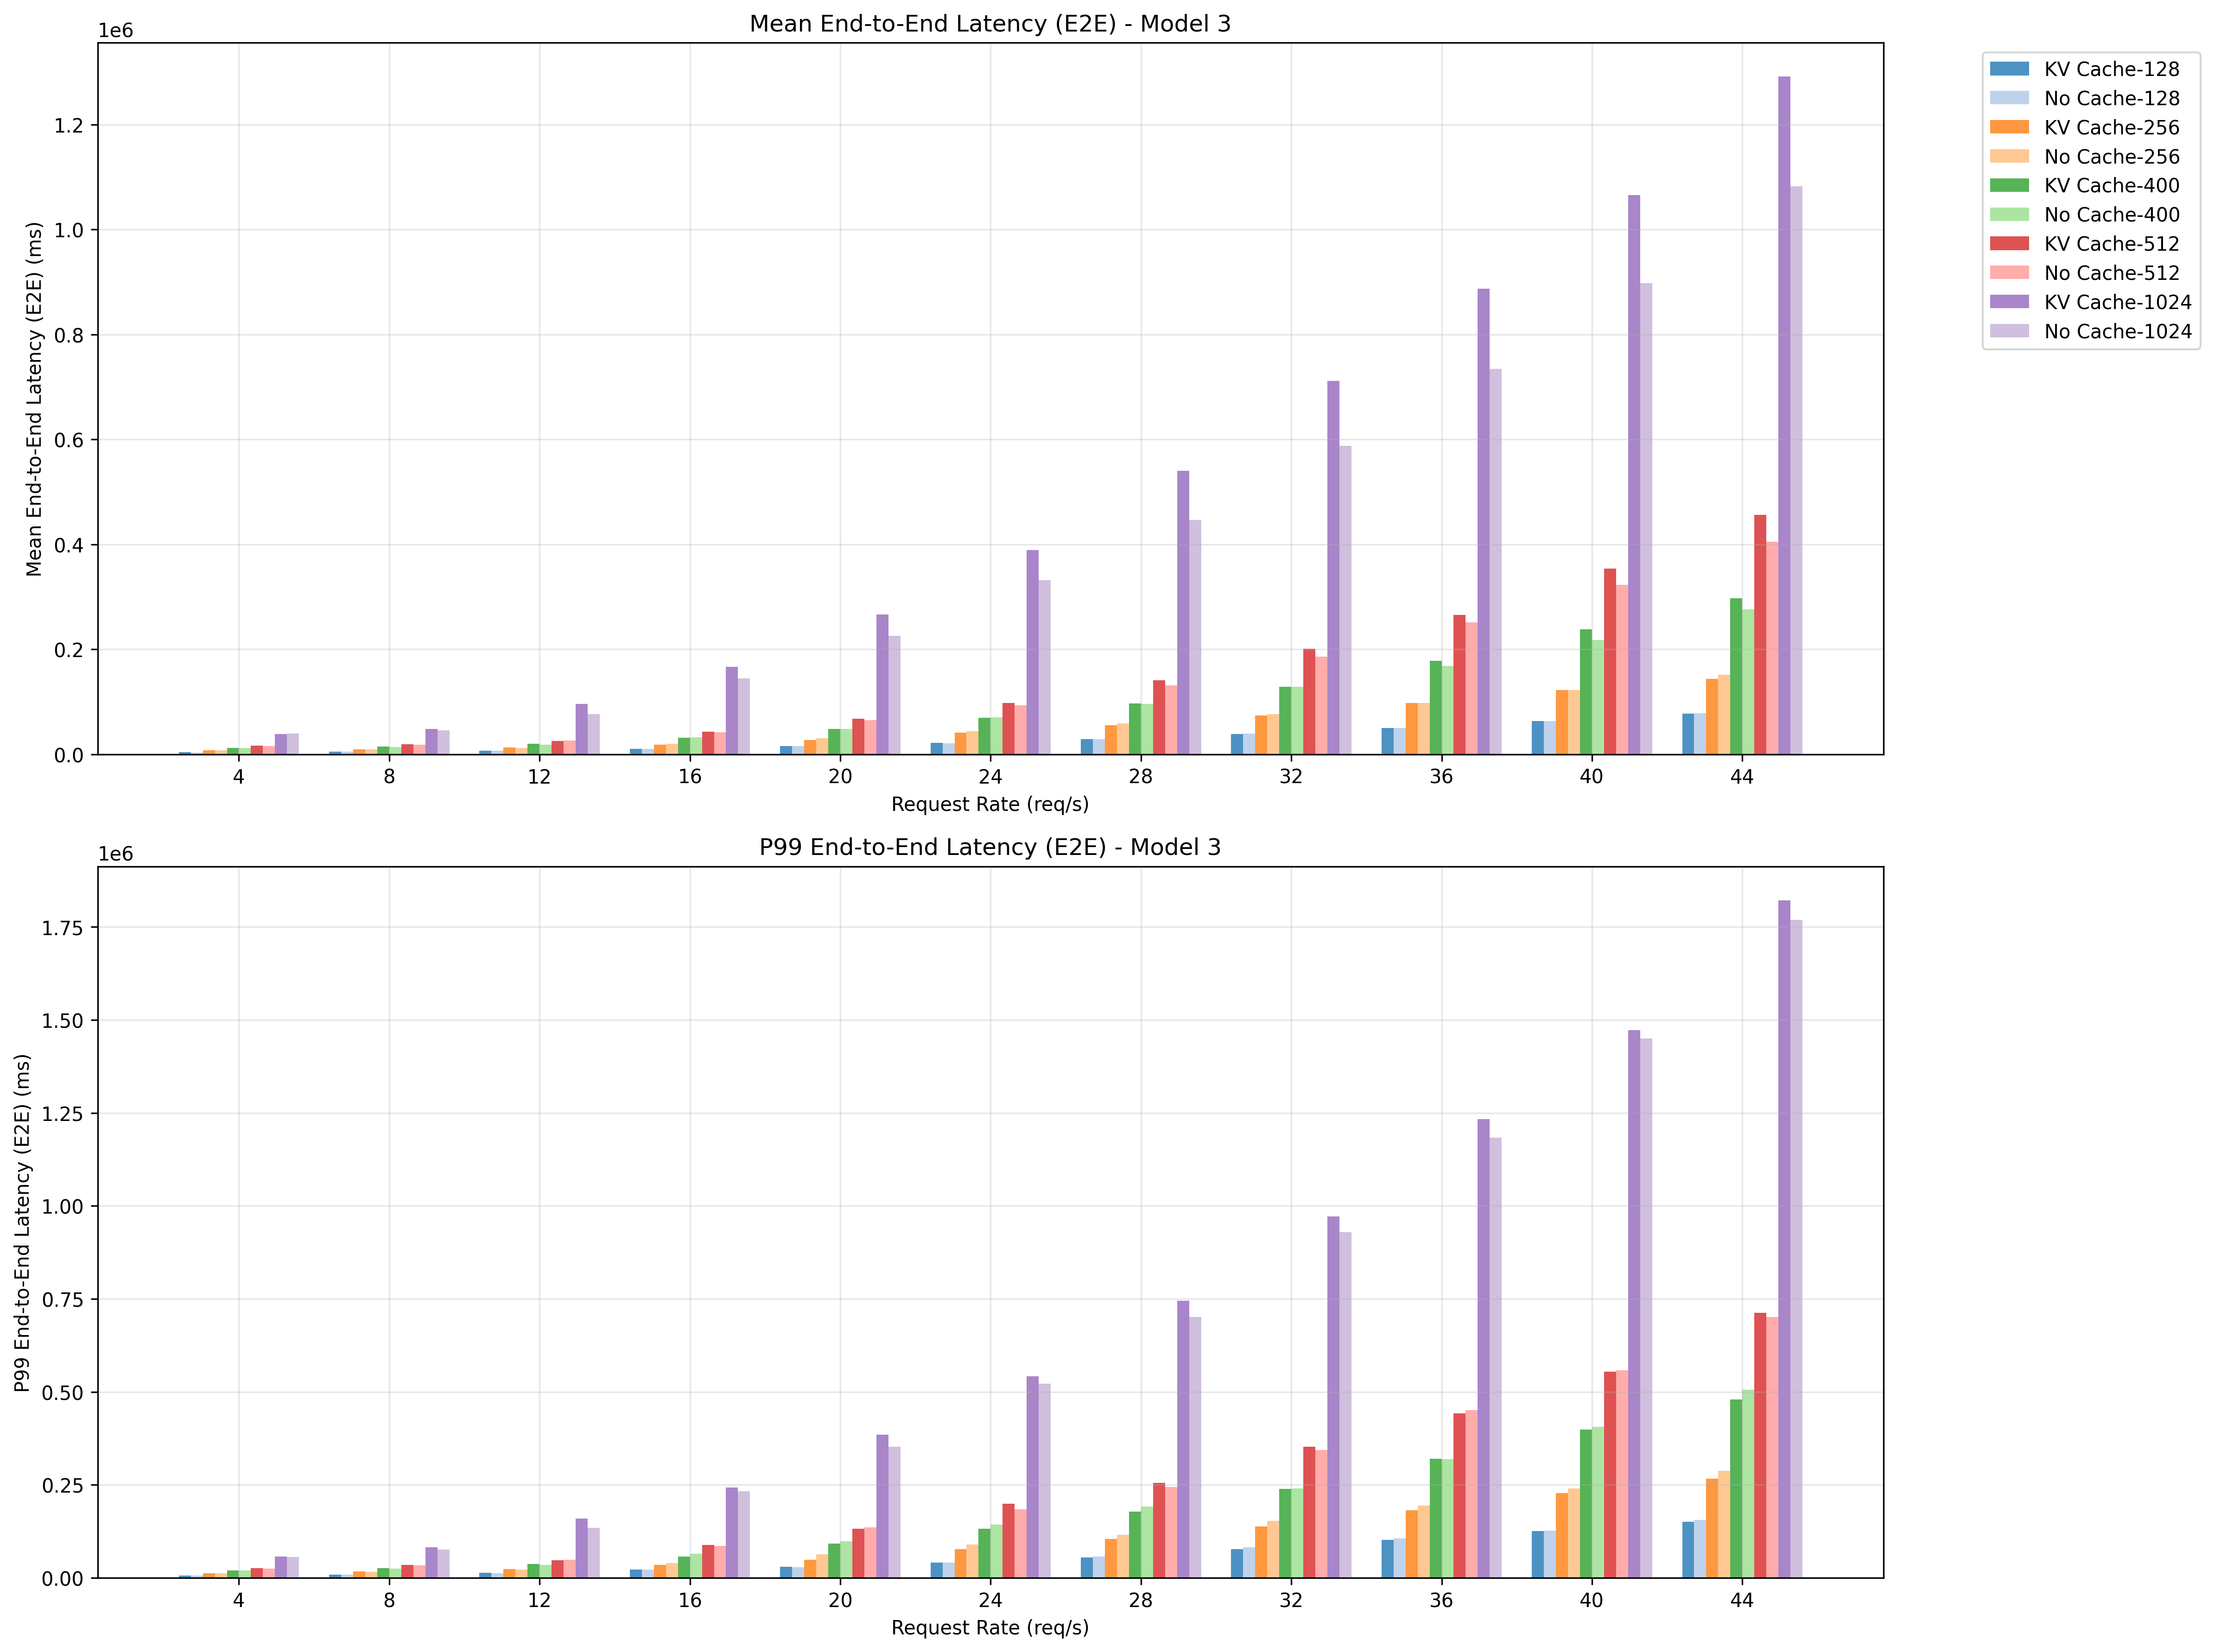 Mean End-to-End Latency (E2E) - Model 3
1e6
Mean End-to-End Latency (E2E) (ms)
1.2
1.0
0.8
0.6
0.4
0.2
0.0
4 8 12 16 20 24 28 32 36 40 44
Request Rate (req/s)
KV Cache-128
No Cache-128
KV Cache-256
No Cache-256
KV Cache-400
No Cache-400
KV Cache-512
No Cache-512
KV Cache-1024
No Cache-1024
P99 End-to-End Latency (E2E) - Model 3
1e6
P99 End-to-End Latency (E2E) (ms)
1.75
1.50
1.25
1.00
0.75
0.50
0.25
0.00
4 8 12 16 20 24 28 32 36 40 44
Request Rate (req/s)